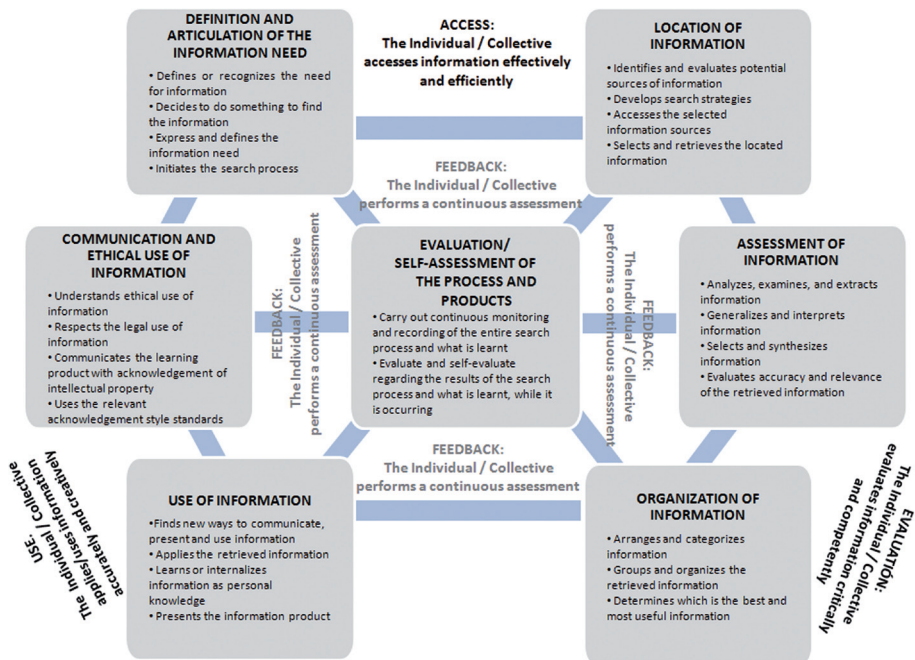 DEFINITION AND
ARTICULATION OF THE
INFORMATION NEED
• Defines or recognizes the need
for information
• Decides to do something to find
the information
• Express and defines the
information need
• Initiates the search process
ACCESS:
The Individual / Collective
accesses information effectively
and efficiently
LOCATION OF
INFORMATION
• Identifies and evaluates potential
sources of information
• Develops search strategies
• Accesses the selected
information sources
• Selects and retrieves the located
information
FEEDBACK:
The Individual / Collective
performs a continuous assessment
COMMUNICATION AND
ETHICAL USE OF
INFORMATION
• Understands ethical use of
information
• Respects the legal use of
information
• Communicates the learning
product with acknowledgement of
intellectual property
• Uses the relevant
acknowledgement style standards
FEEDBACK:
The Individual / Collective
performs a continuous assessment
EVALUATION/
SELF-ASSESSMENT OF
THE PROCESS AND
PRODUCTS
• Carry out continuous monitoring
and recording of the entire search
process and what is learnt
• Evaluate and self-evaluate
regarding the results of the search
process and what is learnt, while it
is occurring
FEEDBACK:
The Individual / Collective
performs a continuous assessment
ASSESSMENT OF
INFORMATION
• Analyzes, examines, and extracts
information
• Generalizes and interprets
information
• Selects and synthesizes
information
• Evaluates accuracy and relevance
of the retrieved information
FEEDBACK:
The Individual / Collective
performs a continuous assessment
USE.
The Individual / Collective
applies/uses information
accurately and creatively
USE OF INFORMATION
• Finds new ways to communicate,
present and use information
• Applies the retrieved information
• Learns or internalizes
information as personal
knowledge
• Presents the information product
ORGANIZATION OF
INFORMATION
• Arranges and categorizes
information
• Groups and organizes the
retrieved information
• Determines which is the best and
most useful information
EVALUATIÓN:
The Individual / Collective
evaluates information critically
and competently